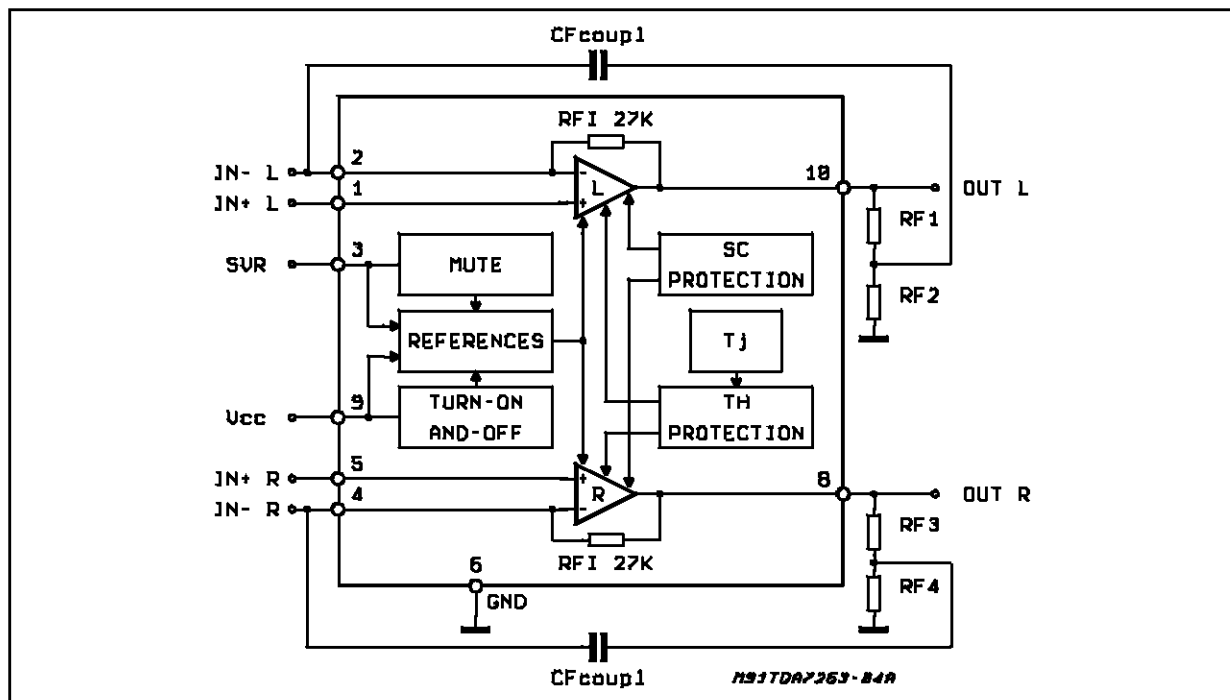 CFcoupl
RFI 27K
IN- L
2
10
OUT L
IN+ L
1
L
RF1
SVR
3
MUTE
SC
PROTECTION
RF2
REFERENCES
Tj
Vcc
9
TURN-ON
AND-OFF
TH
PROTECTION
IN+ R
5
IN- R
4
R
8
OUT R
RFI 27K
RF3
6
GND
RF4
CFcoupl
M91TDA7263-04A